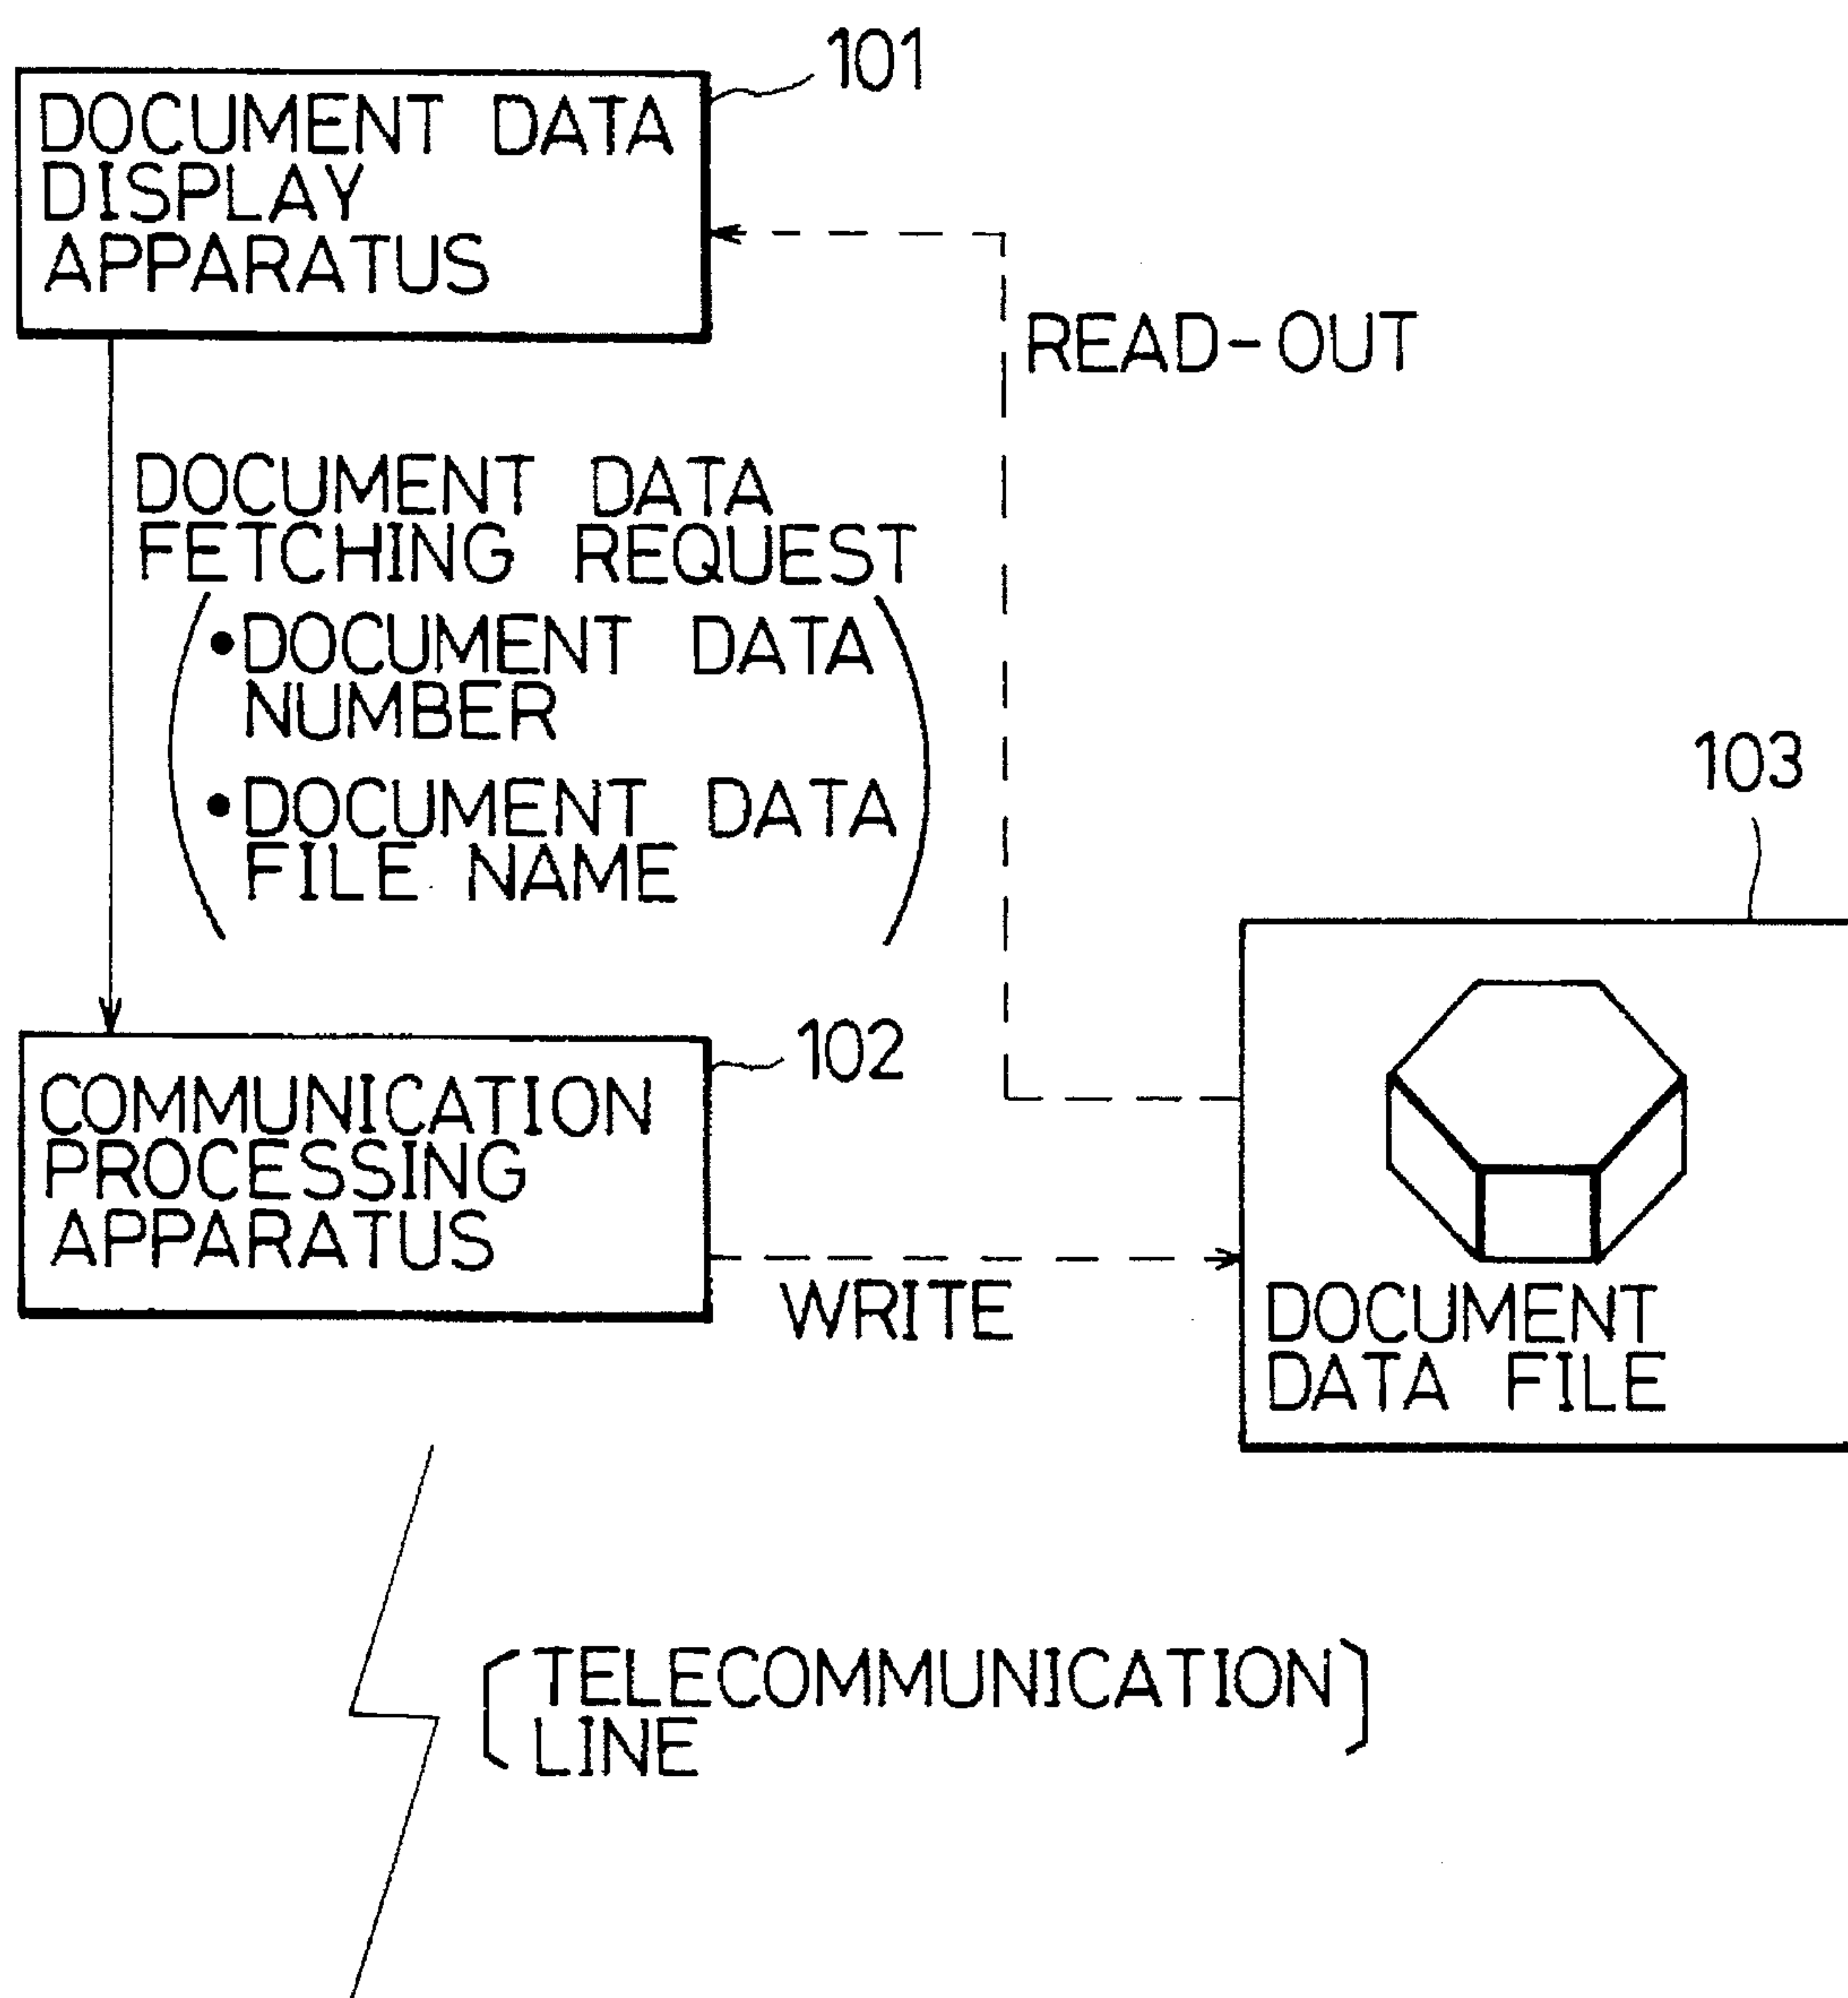 101
DOCUMENT DATA
DISPLAY
APPARATUS
READ-OUT
DOCUMENT DATA
FETCHING REQUEST
•DOCUMENT DATA
NUMBER
•DOCUMENT DATA
FILE NAME
103
102
COMMUNICATION
PROCESSING
APPARATUS
WRITE
DOCUMENT
DATA FILE
TELECOMMUNICATION
LINE